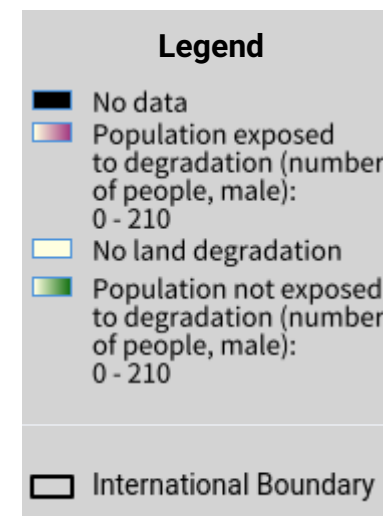 Legend
No data
Population exposed
to degradation (number
of people, male):
0 - 210
No land degradation
Population not exposed
to degradation (number
of people, male):
0 - 210
International Boundary